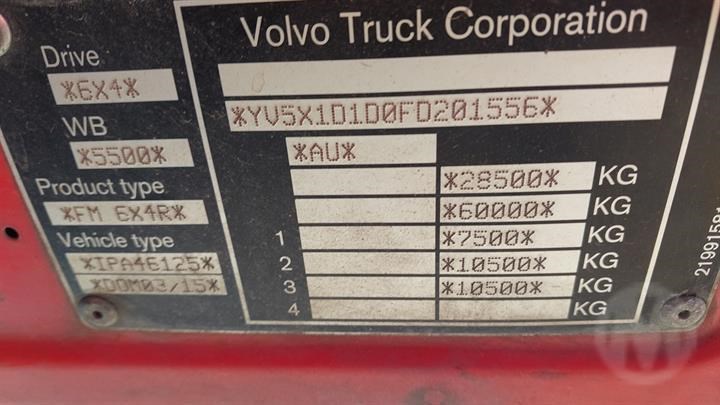 Volvo Truck Corporation
Drive
*6X4*
WB
*5500*
Product type
*FM 6X4R*
Vehicle type
*IPA46125*
*DOM03/15*
*YV5X1D1D0FD201556*
*AU*
*28500* KG
*60000* KG
1 *7500* KG
2 *10500* KG
3 *10500* KG
4 KG